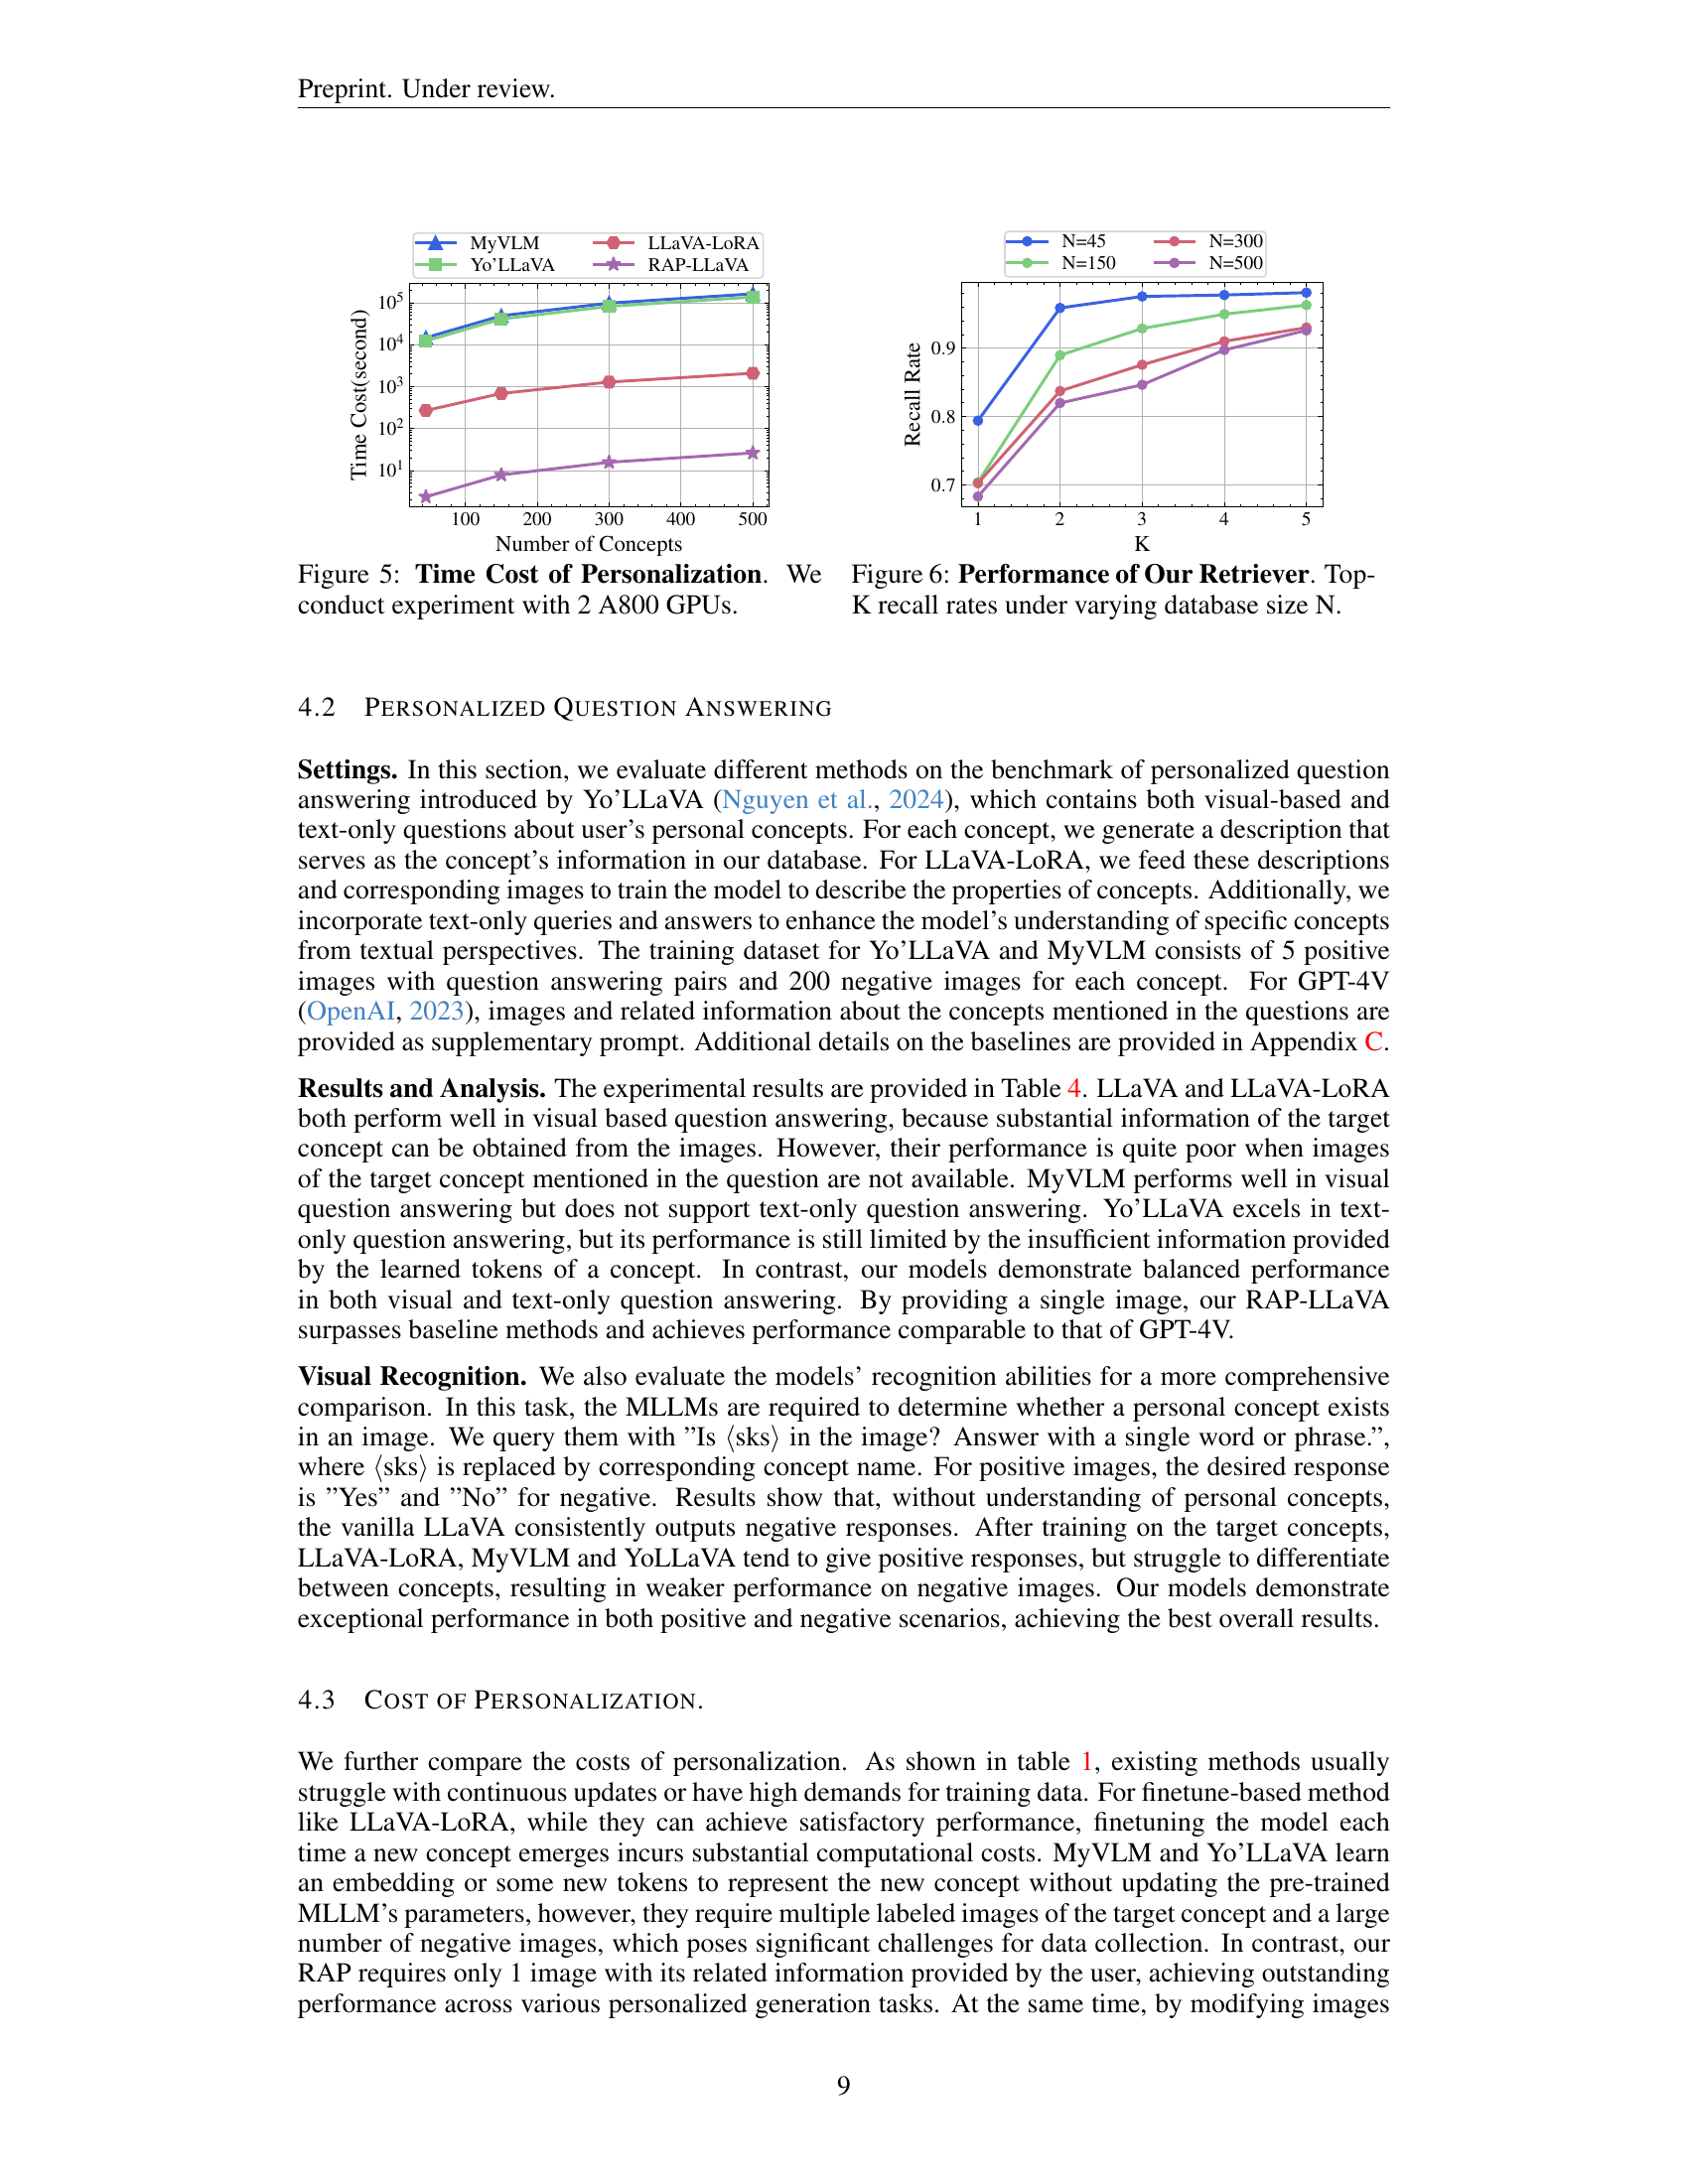 Preprint. Under review.
MyVLM
LLaVA-LoRA
Yo'LLaVA
RAP-LLaVA
10^5
10^4
10^3
10^2
10^1
Time Cost(second)
100 200 300 400 500
Number of Concepts
N=45
N=300
N=150
N=500
0.9
0.8
0.7
Recall Rate
1 2 3 4 5
K
Figure 5: Time Cost of Personalization. We
conduct experiment with 2 A800 GPUs.
Figure 6: Performance of Our Retriever. Top-
K recall rates under varying database size N.
4.2 PERSONALIZED QUESTION ANSWERING
Settings. In this section, we evaluate different methods on the benchmark of personalized question
answering introduced by Yo'LLaVA (Nguyen et al., 2024), which contains both visual-based and
text-only questions about user's personal concepts. For each concept, we generate a description that
serves as the concept's information in our database. For LLaVA-LoRA, we feed these descriptions
and corresponding images to train the model to describe the properties of concepts. Additionally, we
incorporate text-only queries and answers to enhance the model's understanding of specific concepts
from textual perspectives. The training dataset for Yo'LLaVA and MyVLM consists of 5 positive
images with question answering pairs and 200 negative images for each concept. For GPT-4V
(OpenAI, 2023), images and related information about the concepts mentioned in the questions are
provided as supplementary prompt. Additional details on the baselines are provided in Appendix C.
Results and Analysis. The experimental results are provided in Table 4. LLaVA and LLaVA-LoRA
both perform well in visual based question answering, because substantial information of the target
concept can be obtained from the images. However, their performance is quite poor when images
of the target concept mentioned in the question are not available. MyVLM performs well in visual
question answering but does not support text-only question answering. Yo'LLaVA excels in text-
only question answering, but its performance is still limited by the insufficient information provided
by the learned tokens of a concept. In contrast, our models demonstrate balanced performance
in both visual and text-only question answering. By providing a single image, our RAP-LLaVA
surpasses baseline methods and achieves performance comparable to that of GPT-4V.
Visual Recognition. We also evaluate the models' recognition abilities for a more comprehensive
comparison. In this task, the MLLMs are required to determine whether a personal concept exists
in an image. We query them with ”Is ⟨sks⟩ in the image? Answer with a single word or phrase.”,
where ⟨sks⟩ is replaced by corresponding concept name. For positive images, the desired response
is ”Yes” and ”No” for negative. Results show that, without understanding of personal concepts,
the vanilla LLaVA consistently outputs negative responses. After training on the target concepts,
LLaVA-LoRA, MyVLM and YoLLaVA tend to give positive responses, but struggle to differentiate
between concepts, resulting in weaker performance on negative images. Our models demonstrate
exceptional performance in both positive and negative scenarios, achieving the best overall results.
4.3 COST OF PERSONALIZATION.
We further compare the costs of personalization. As shown in table 1, existing methods usually
struggle with continuous updates or have high demands for training data. For finetune-based method
like LLaVA-LoRA, while they can achieve satisfactory performance, finetuning the model each
time a new concept emerges incurs substantial computational costs. MyVLM and Yo'LLaVA learn
an embedding or some new tokens to represent the new concept without updating the pre-trained
MLLM's parameters, however, they require multiple labeled images of the target concept and a large
number of negative images, which poses significant challenges for data collection. In contrast, our
RAP requires only 1 image with its related information provided by the user, achieving outstanding
performance across various personalized generation tasks. At the same time, by modifying images
9